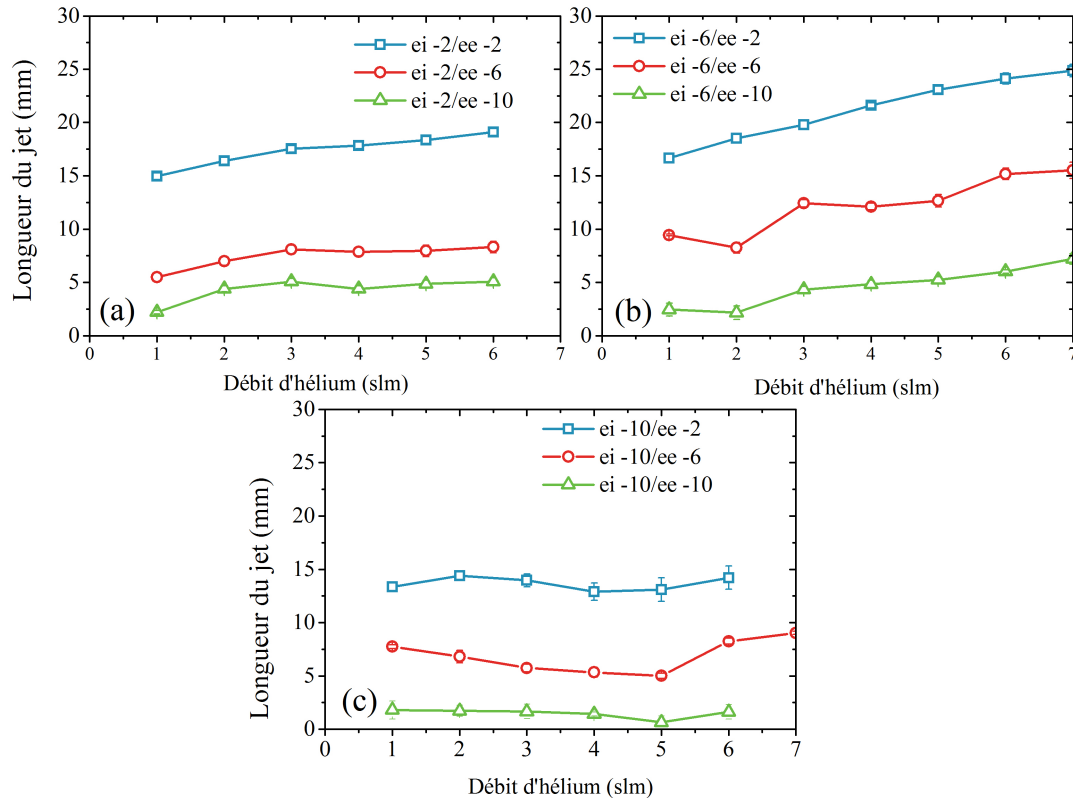 30
25
20
15
10
5
0
Longueur du jet (mm)
ei -2/ee -2
ei -2/ee -6
ei -2/ee -10
(a)
0 1 2 3 4 5 6 7
Débit d'hélium (slm)
30
25
20
15
10
5
0
ei -6/ee -2
ei -6/ee -6
ei -6/ee -10
(b)
0 1 2 3 4 5 6 7
Débit d'hélium (slm)
30
25
20
15
10
5
0
Longueur du jet (mm)
ei -10/ee -2
ei -10/ee -6
ei -10/ee -10
(c)
0 1 2 3 4 5 6 7
Débit d'hélium (slm)